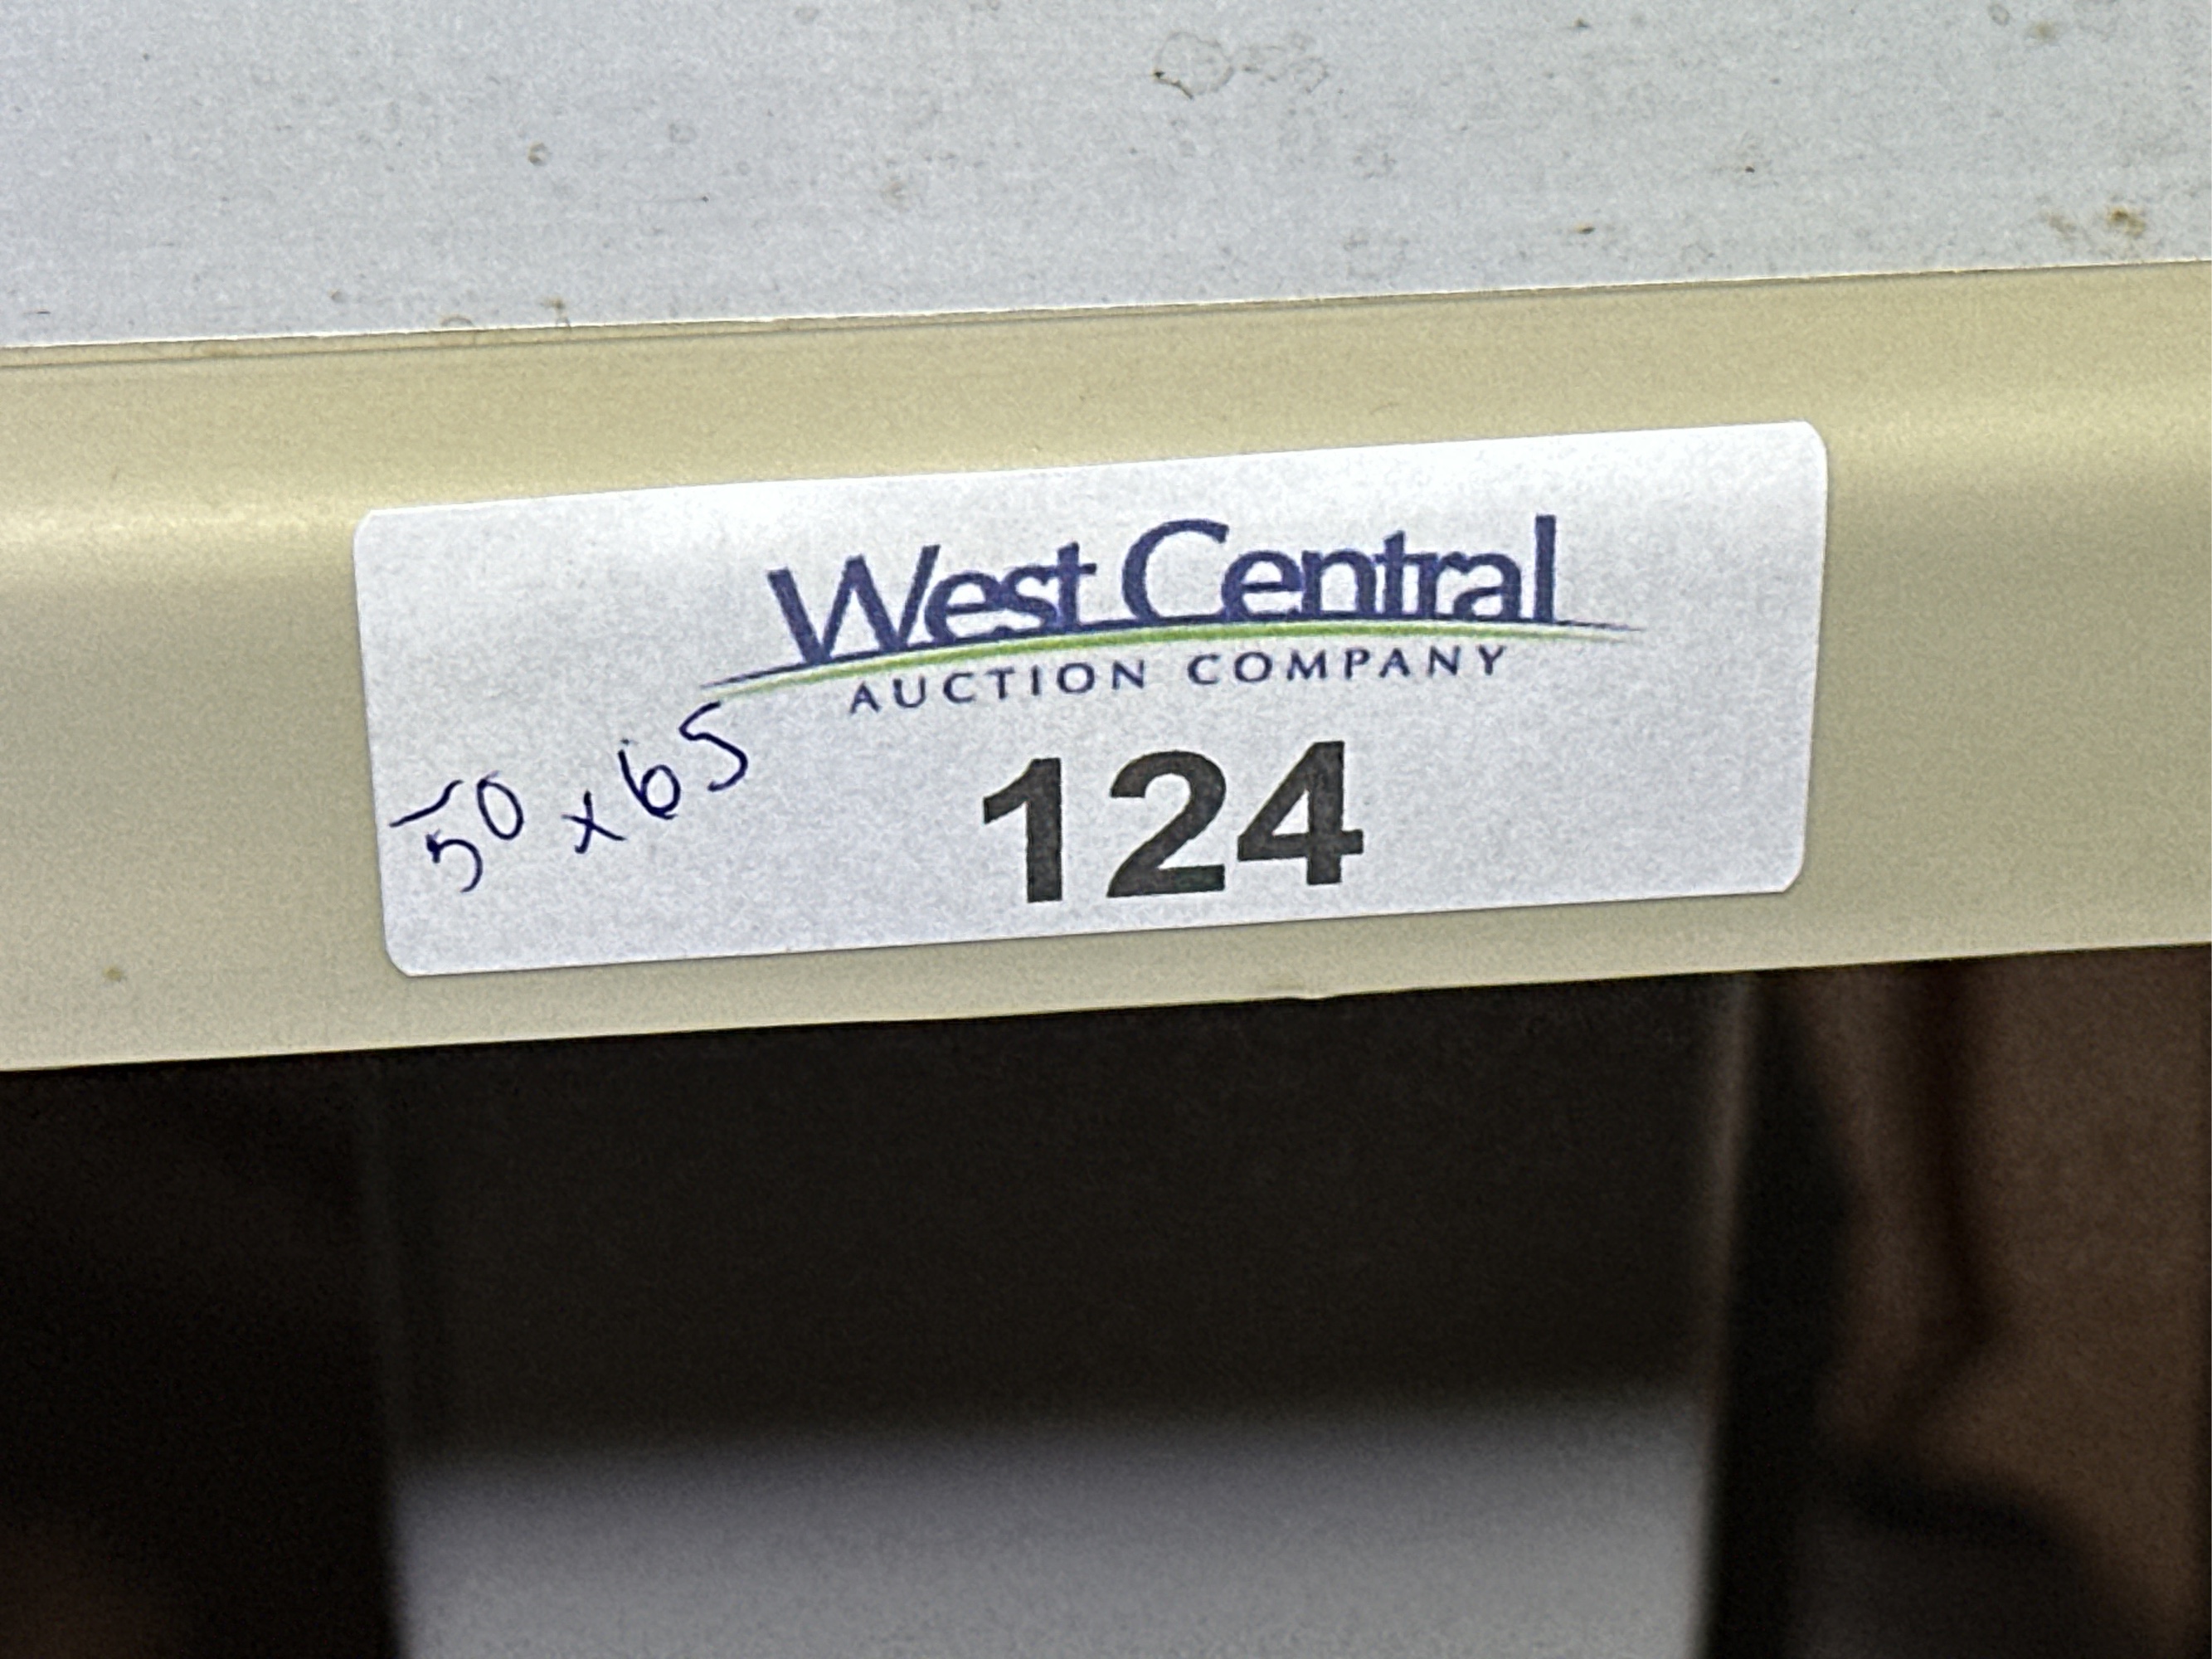 West Central
AUCTION COMPANY
50 x 65
124